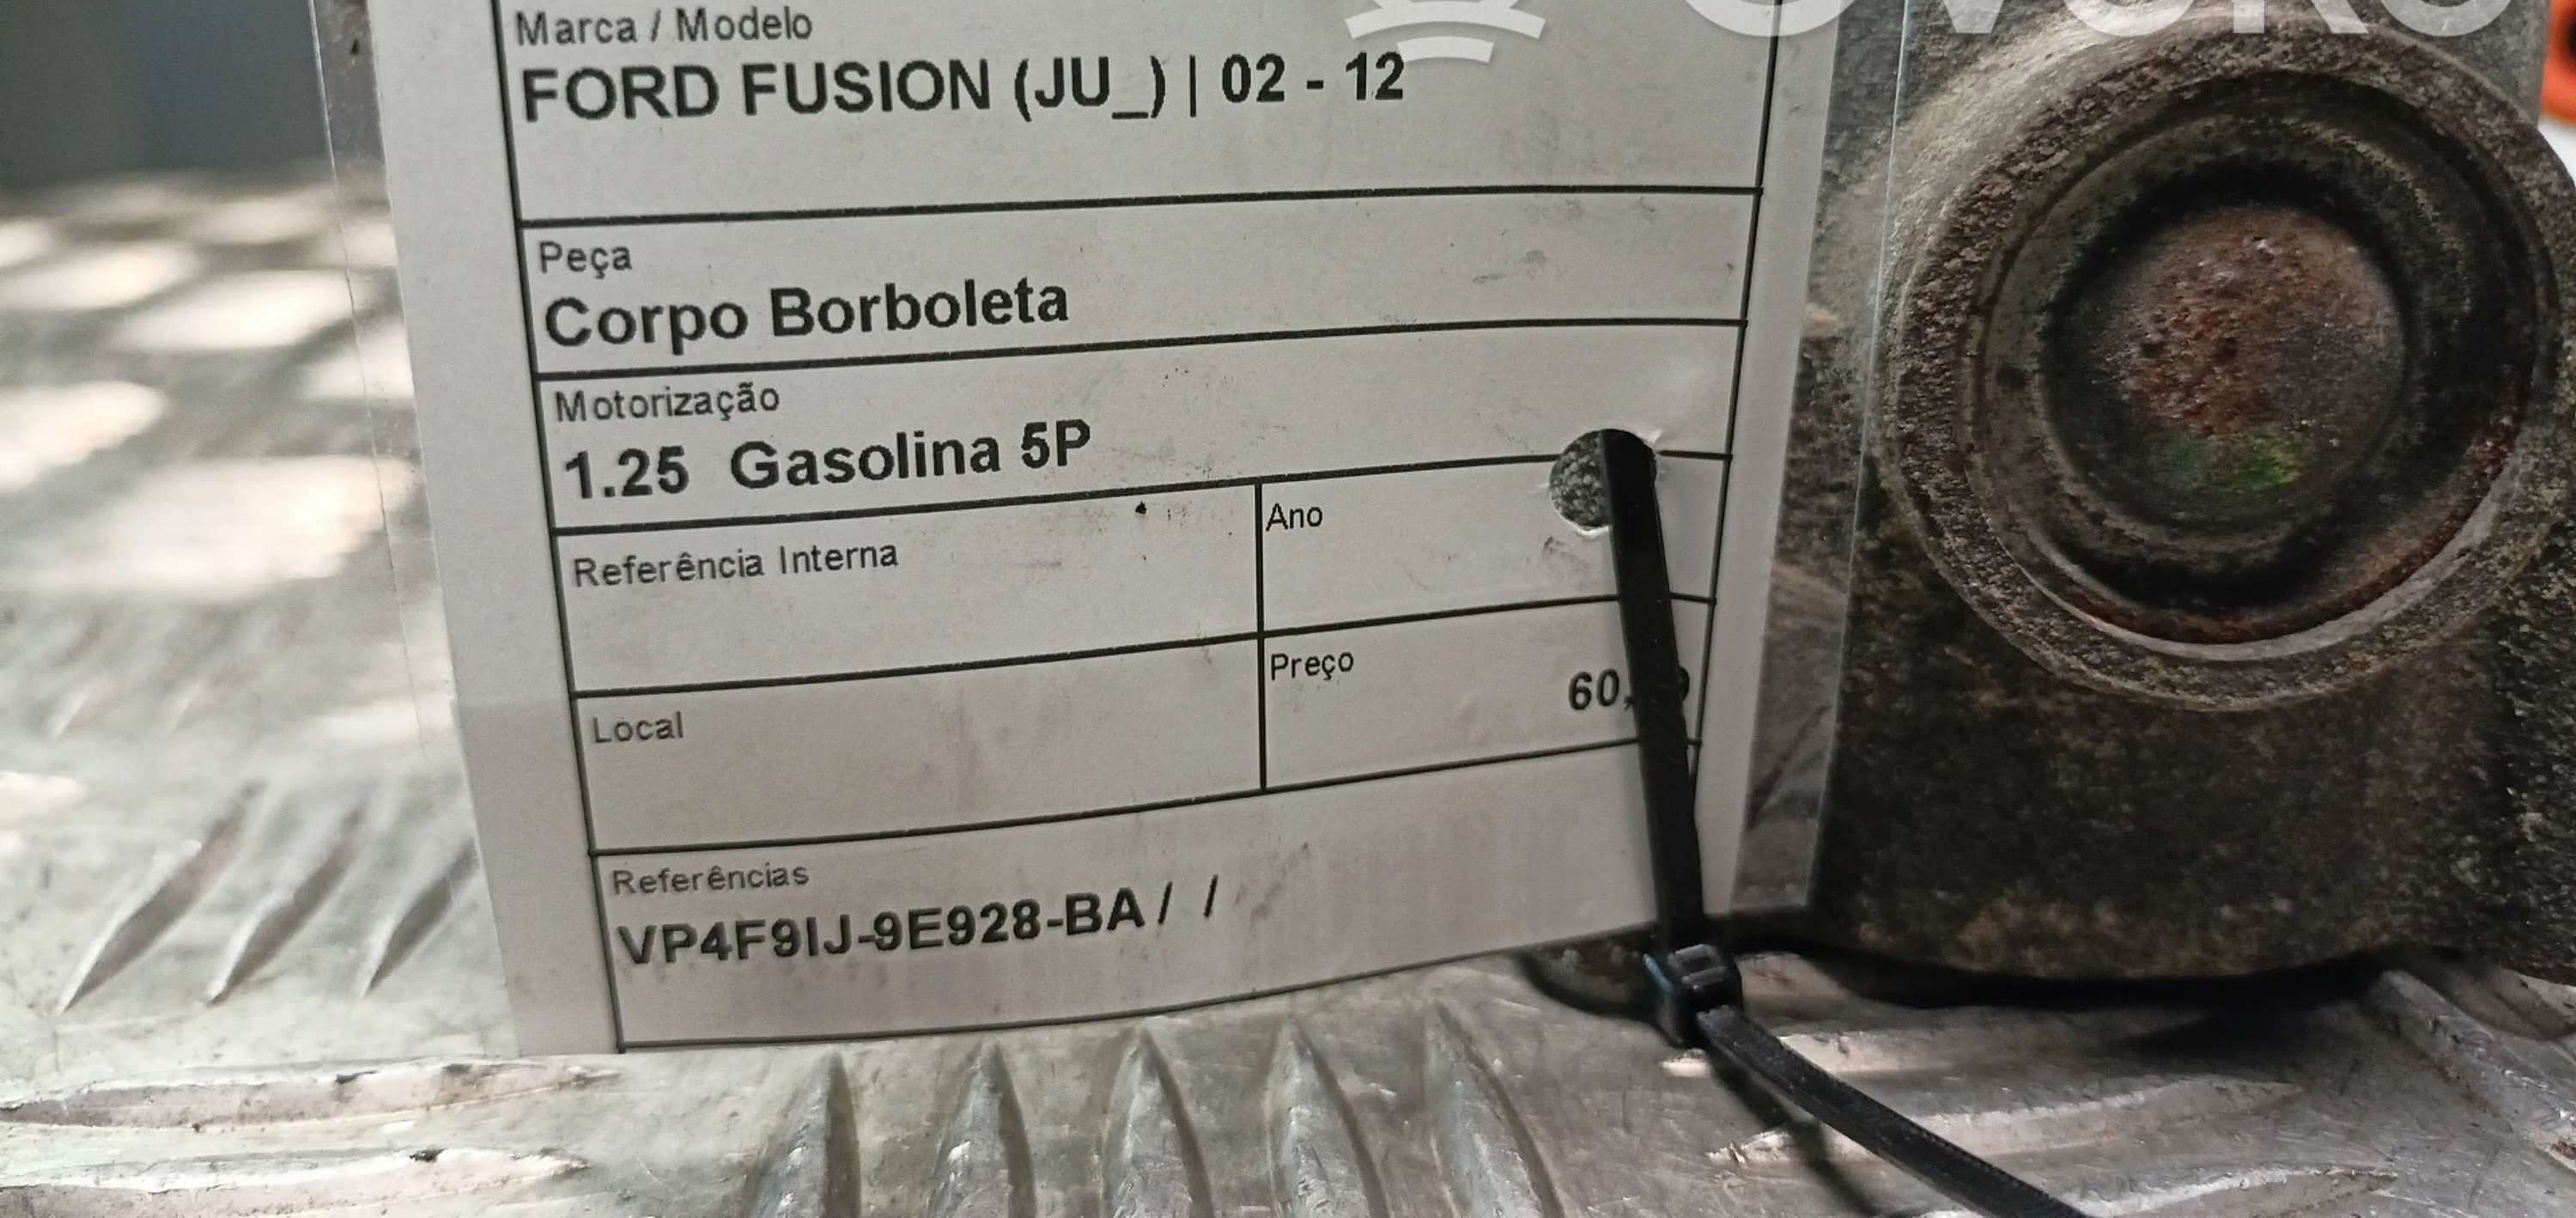 Marca / Modelo
FORD FUSION (JU_) | 02 - 12
Peça
Corpo Borboleta
Motorização
1.25 Gasolina 5P
Referência Interna
Ano
Preço
Local
Referências
VP4F9IJ-9E928-BA / /